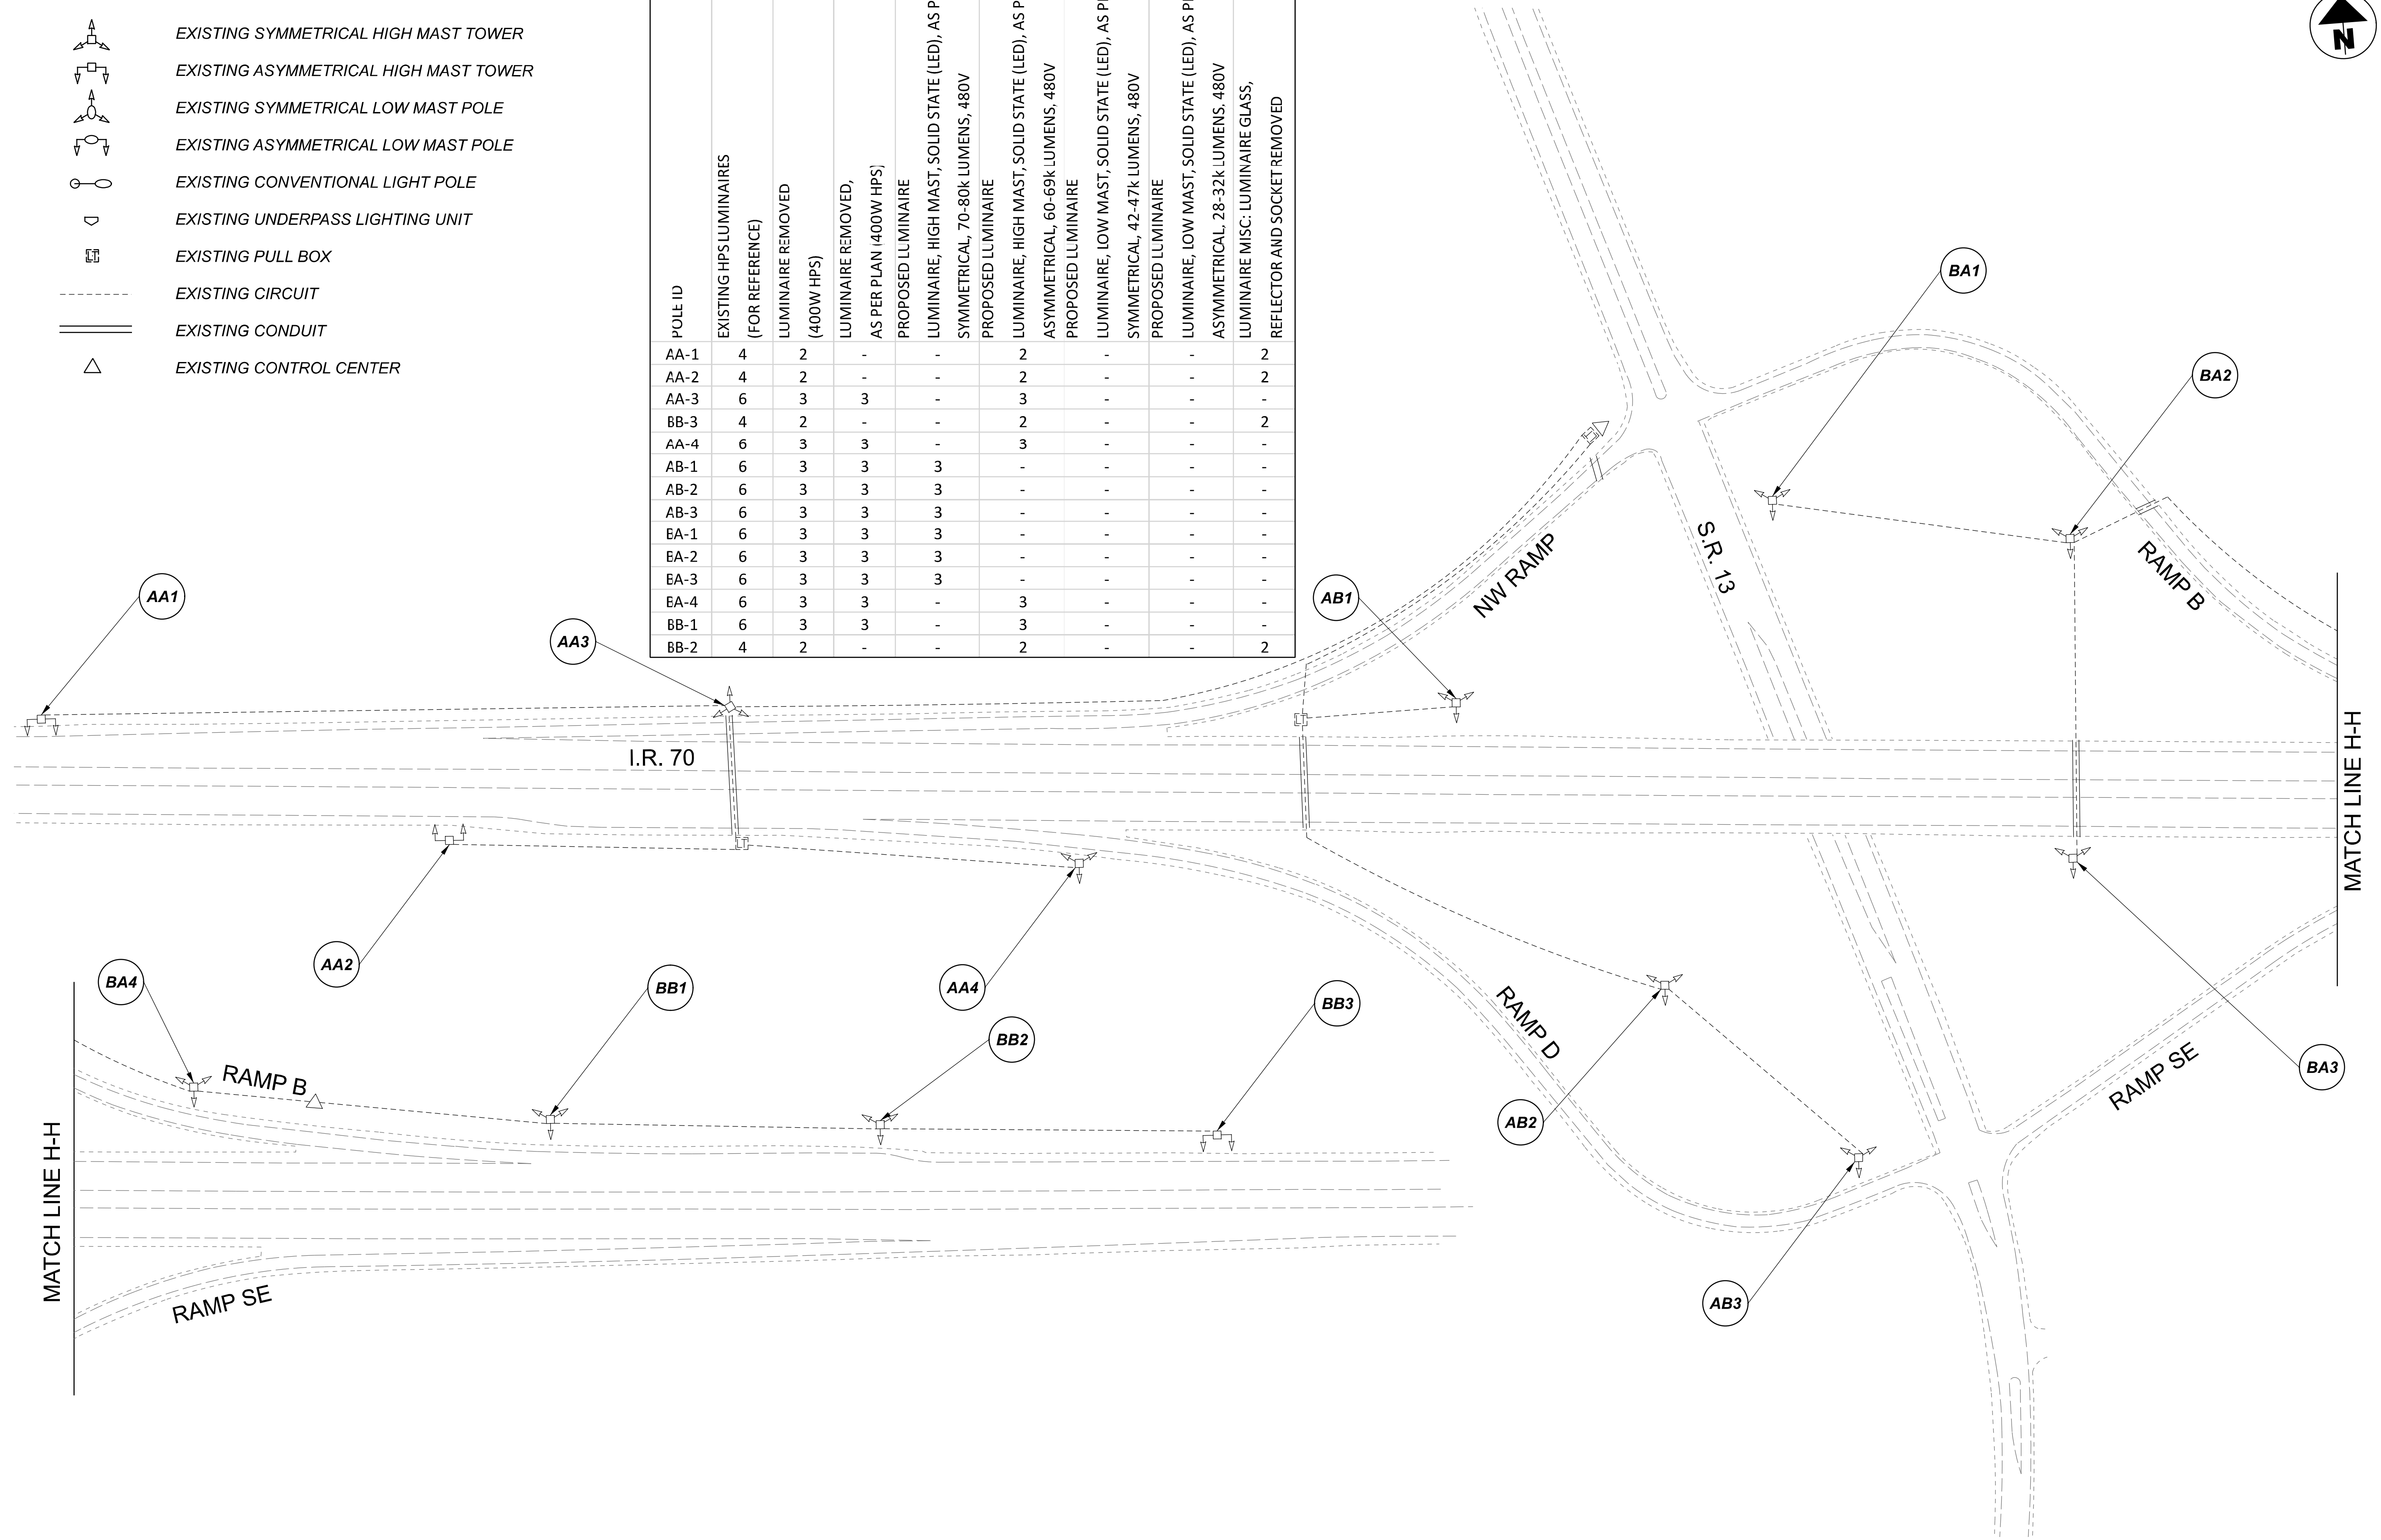 EXISTING SYMMETRICAL HIGH MAST TOWER
EXISTING ASYMMETRICAL HIGH MAST TOWER
EXISTING SYMMETRICAL LOW MAST POLE
EXISTING ASYMMETRICAL LOW MAST POLE
EXISTING CONVENTIONAL LIGHT POLE
EXISTING UNDERPASS LIGHTING UNIT
EXISTING PULL BOX
EXISTING CIRCUIT
EXISTING CONDUIT
EXISTING CONTROL CENTER
POLE ID
EXISTING HPS LUMINAIRES
(FOR REFERENCE)
LUMINAIRE REMOVED
(400W HPS)
LUMINAIRE REMOVED,
AS PER PLAN (400W HPS)
PROPOSED LUMINAIRE
LUMINAIRE, HIGH MAST, SOLID STATE (LED), AS
SYMMETRICAL, 70-80k LUMENS, 480V
PROPOSED LUMINAIRE
LUMINAIRE, HIGH MAST, SOLID STATE (LED), AS
ASYMMETRICAL, 60-69k LUMENS, 480V
PROPOSED LUMINAIRE
LUMINAIRE, LOW MAST, SOLID STATE (LED), AS
SYMMETRICAL, 42-47k LUMENS, 480V
PROPOSED LUMINAIRE
LUMINAIRE, LOW MAST, SOLID STATE (LED), AS
ASYMMETRICAL, 28-32k LUMENS. 480V
LUMINAIRE MISC: LUMINAIRE GLASS,
REFLECTOR AND SOCKET REMOVED
AA-1 4 2 - - 2 - - 2
AA-2 4 2 - - 2 - - 2
AA-3 6 3 3 - 3 - - -
BB-3 4 2 - - 2 - - 2
AA-4 6 3 3 - 3 - - -
AB-1 6 3 3 3 - - - -
AB-2 6 3 3 3 - - - -
AB-3 6 3 3 3 - - - -
BA-1 6 3 3 3 - - - -
BA-2 6 3 3 3 - - - -
BA-3 6 3 3 3 - - - -
BA-4 6 3 3 - 3 - - -
BB-1 6 3 3 - 3 - - -
BB-2 4 2 - - 2 - - 2
N
BA1
BA2
S.R. 13
NW RAMP
RAMP B
AA1
AA3
AB1
I.R. 70
MATCH LINE H-H
AA2
AA4
RAMP D
AB2
AB3
RAMP SE
BA3
BA4
BB1
BB2
BB3
RAMP B
MATCH LINE H-H
RAMP SE